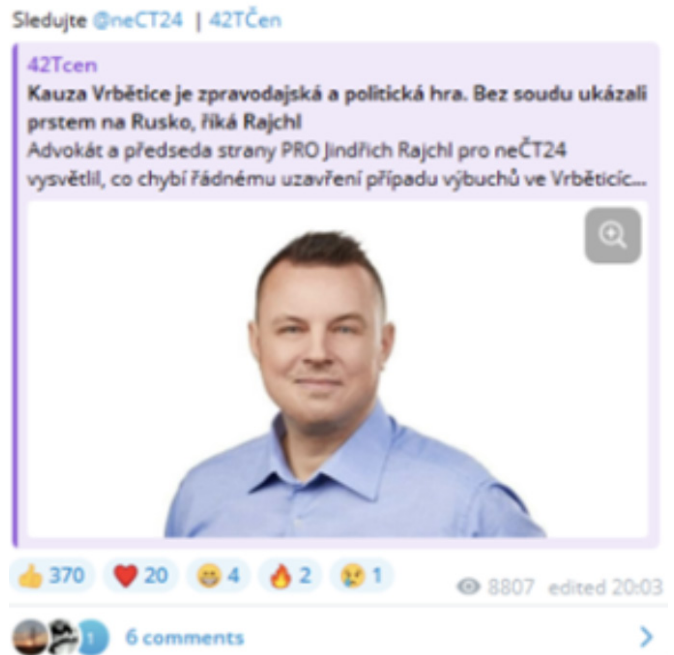 Sledujte @neCT24 | 42TČen
42Tcen
Kauza Vrbětice je zpravodajská a politická hra. Bez soudu ukázali
prstem na Rusko, říká Rajchl
Advokát a předseda strany PRO Jindřich Rajchl pro neČT24
vysvětlil, co chybí řádnému uzavření případu výbuchů ve Vrběticíc...
370 20 4 2 1
8807 edited 20:03
1 6 comments